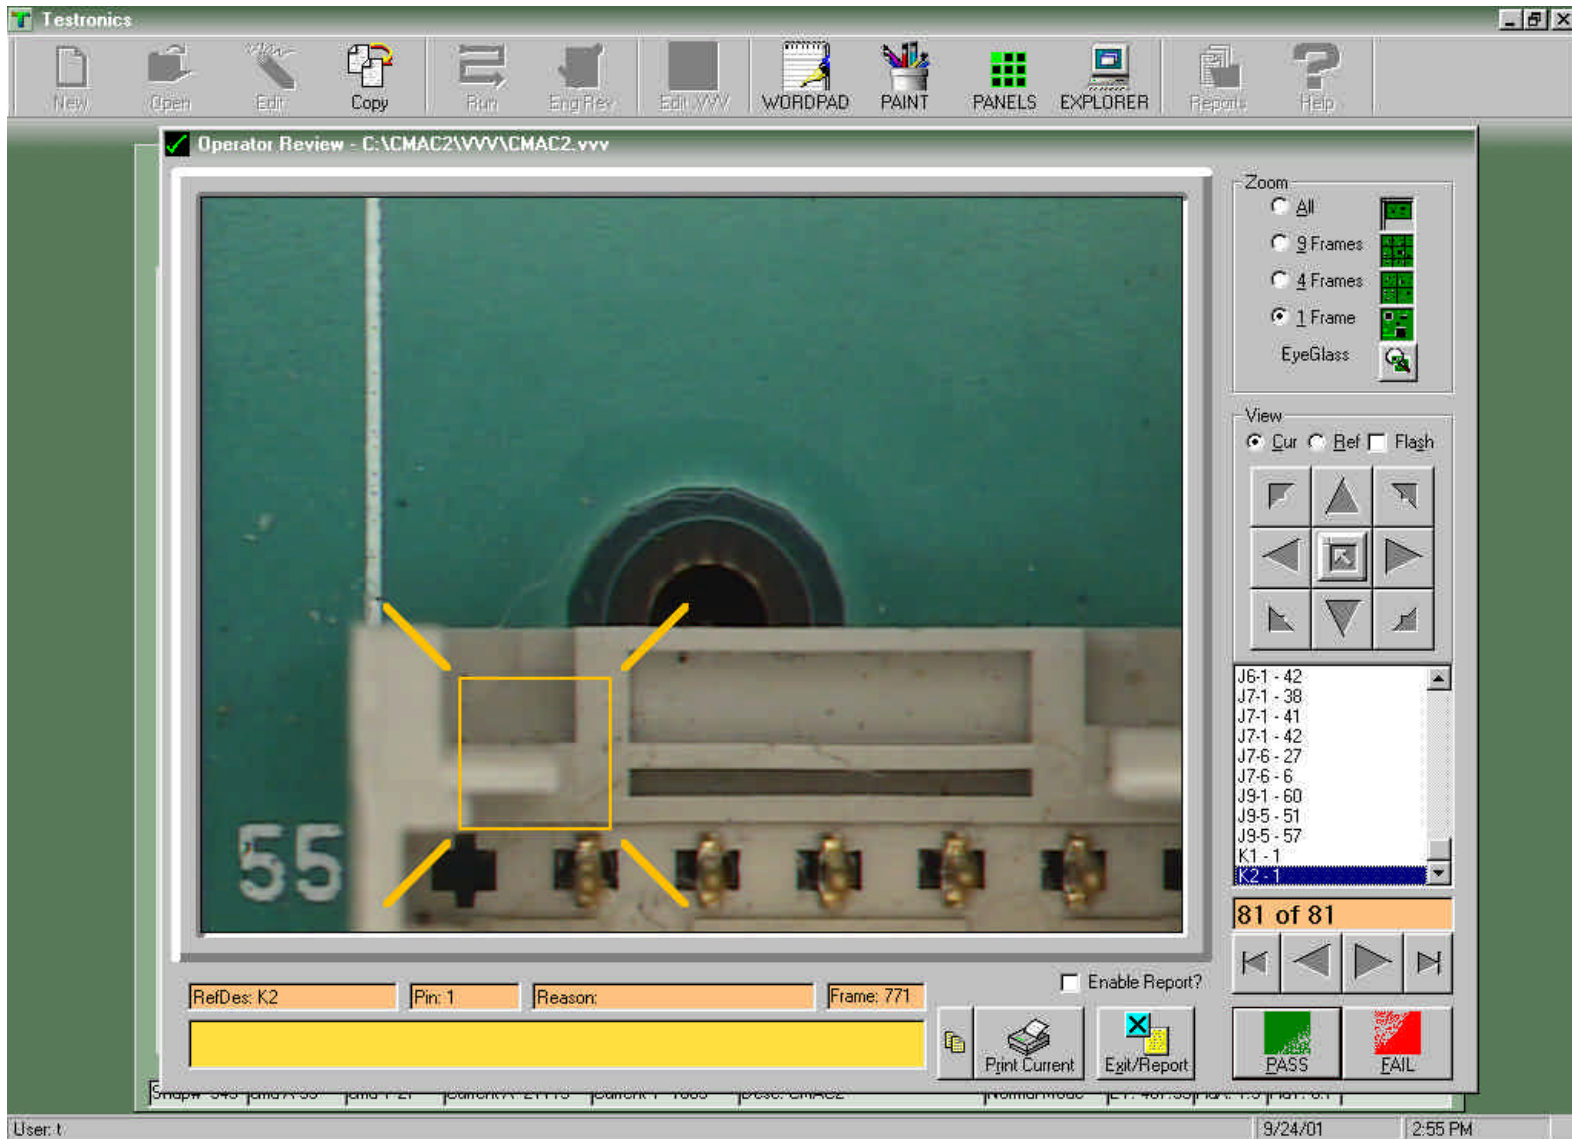 Testronics
New Open Edit Copy Run Eng Rev Edit VVV WORDPAD PAINT PANELS EXPLORER Reports Help
Operator Review - C:\CMAC2\VVV\CMAC2.vvv
Zoom
All
9 Frames
4 Frames
1 Frame
EyeGlass
View
Cur Ref Flash
J6-1 - 42
J7-1 - 38
J7-1 - 41
J7-1 - 42
J7-6 - 27
J7-6 - 6
J9-1 - 60
J9-5 - 51
J9-5 - 57
K1 - 1
K2 - 1
55
81 of 81
Enable Report?
RefDes: K2 Pin: 1 Reason: Frame: 771
Print Current Exit/Report PASS FAIL
Desc: CMAC2
User: t 9/24/01 2:55 PM